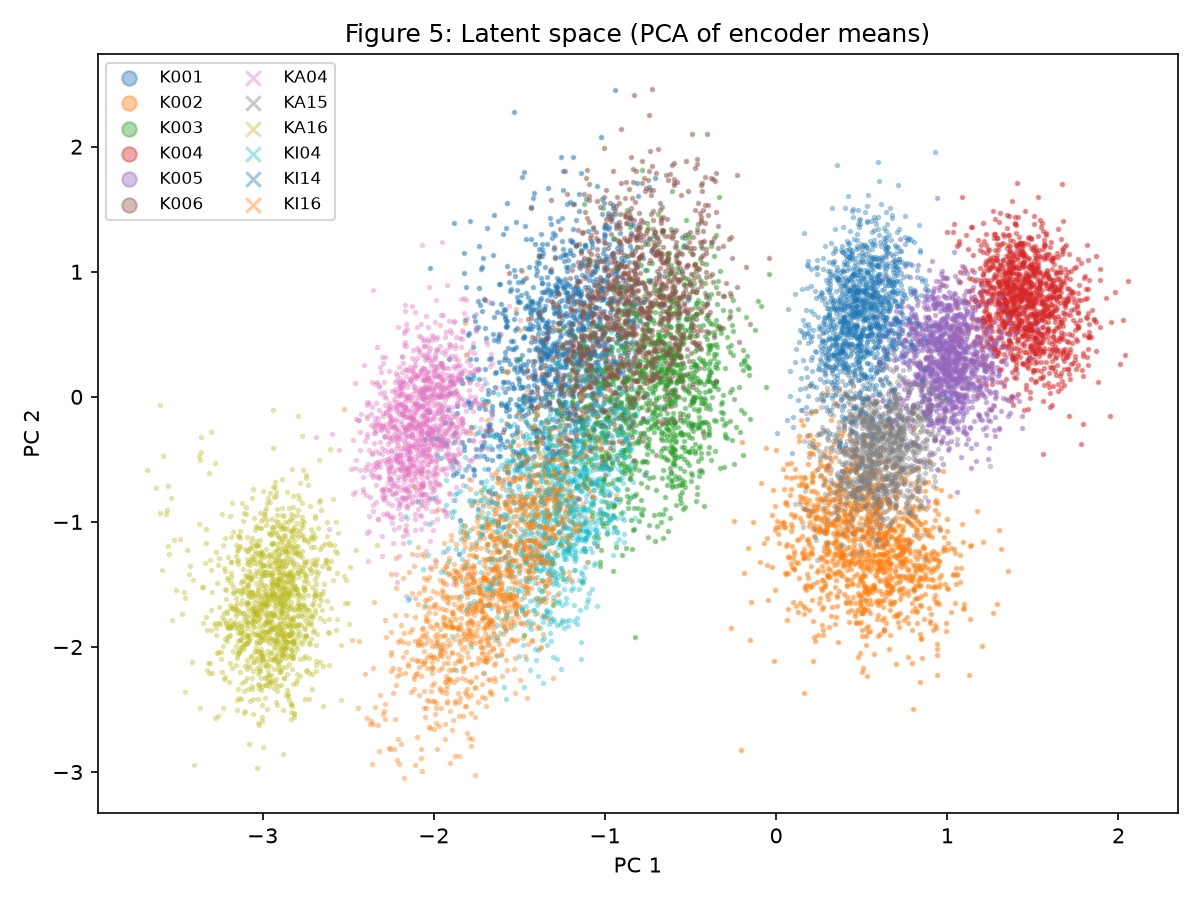 Figure 5: Latent space (PCA of encoder means)
K001
K002
K003
K004
K005
K006
KA04
KA15
KA16
KI04
KI14
KI16
2
1
0
−1
−2
−3
PC 2
−3
−2
−1
0
1
2
PC 1